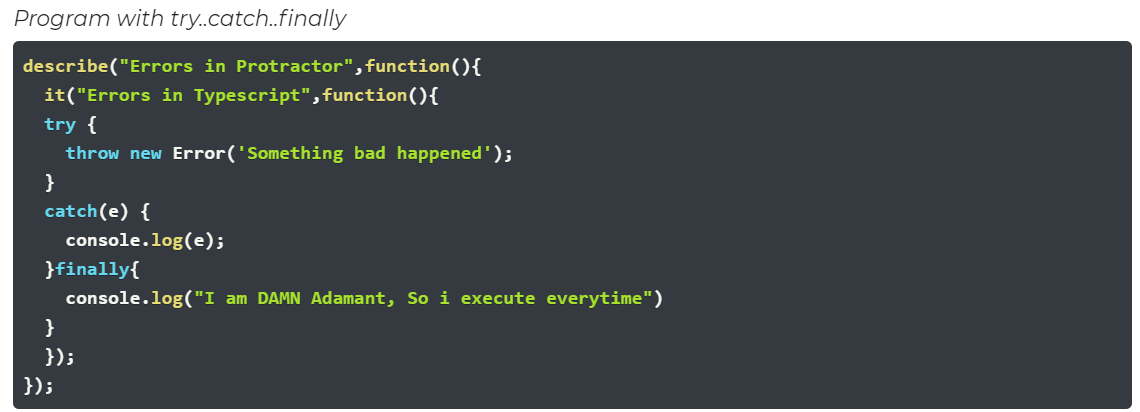 Program with try..catch..finally
describe("Errors in Protractor",function(){
  it("Errors in Typescript",function(){
  try {
    throw new Error('Something bad happened');
  }
  catch(e) {
    console.log(e);
  }finally{
    console.log("I am DAMN Adamant, So i execute everytime")
  }
  });
});